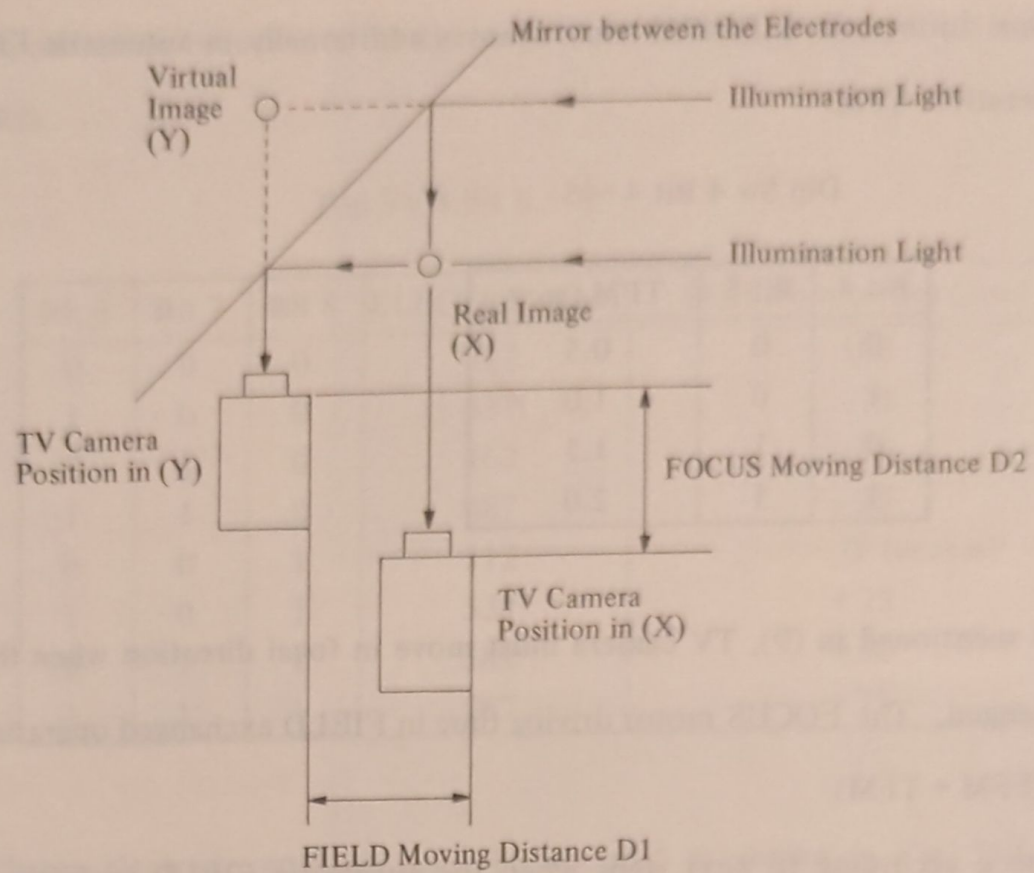 Mirror between the Electrodes
Virtual
Image
(Y)
Illumination Light
Illumination Light
Real Image
(X)
TV Camera
Position in (Y)
FOCUS Moving Distance D2
TV Camera
Position in (X)
FIELD Moving Distance D1